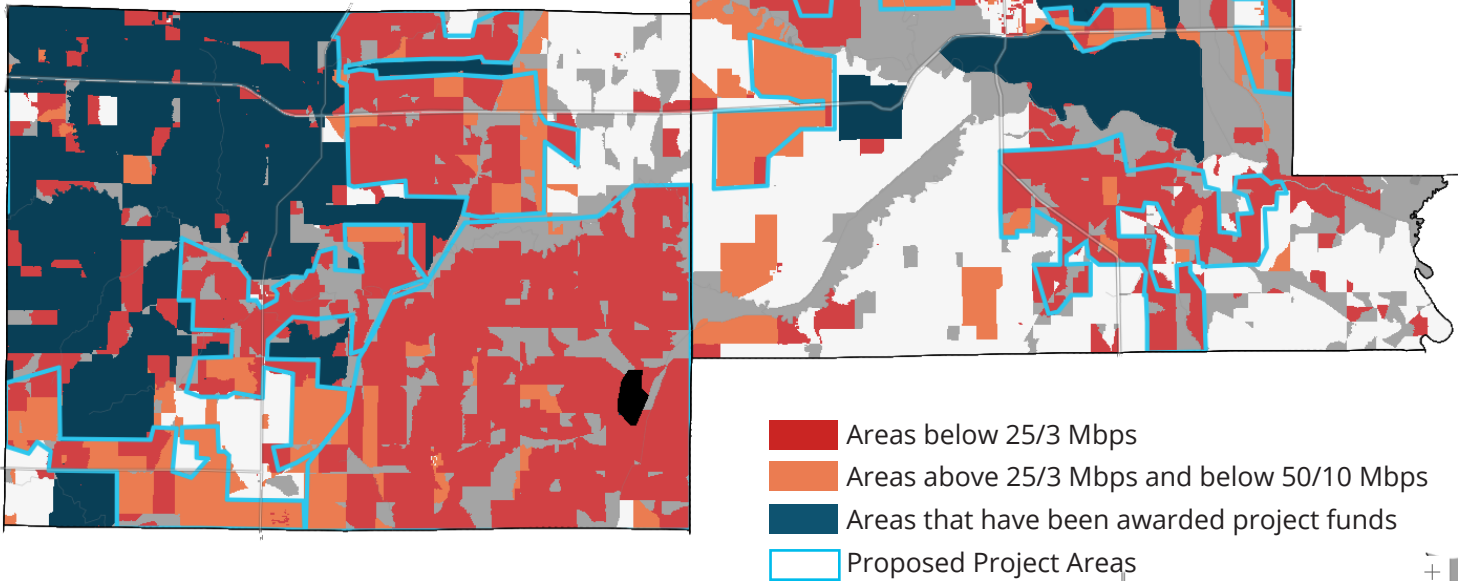 Areas below 25/3 Mbps
Areas above 25/3 Mbps and below 50/10 Mbps
Areas that have been awarded project funds
Proposed Project Areas